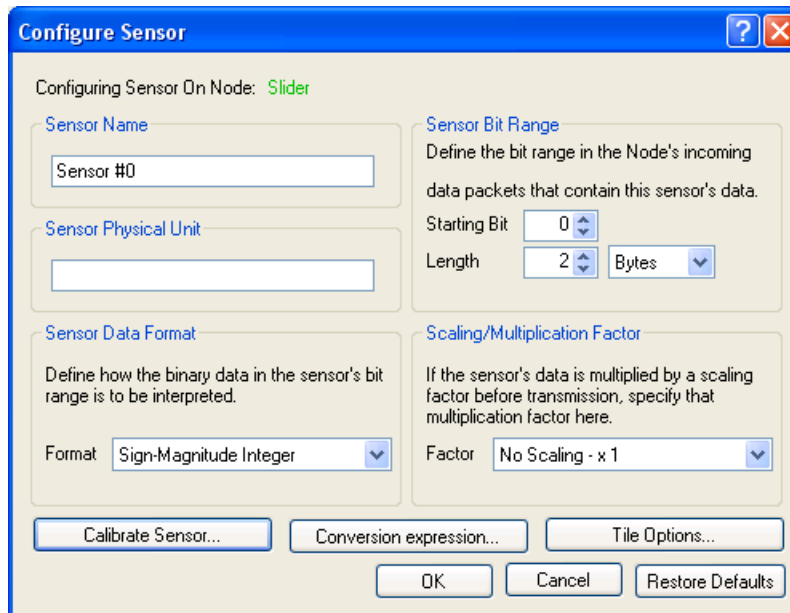 Configure Sensor
Configuring Sensor On Node: Slider
Sensor Name
Sensor #0
Sensor Physical Unit
Sensor Bit Range
Define the bit range in the Node's incoming
data packets that contain this sensor's data.
Starting Bit 0
Length 2 Bytes
Sensor Data Format
Define how the binary data in the sensor's bit
range is to be interpreted.
Format Sign-Magnitude Integer
Scaling/Multiplication Factor
If the sensor's data is multiplied by a scaling
factor before transmission, specify that
multiplication factor here.
Factor No Scaling - x 1
Calibrate Sensor... Conversion expression... Tile Options...
OK Cancel Restore Defaults